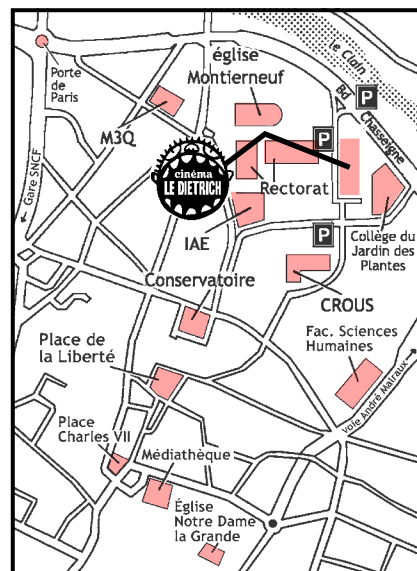 le Clain
église
Montierneuf
Porte
de
Paris
P
Bd
Chasseigne
M3Q
P
cinéma
LE DIETRICH
Rectorat
← Gare SNCF
IAE
P
Collège du
Jardin des
Plantes
Conservatoire
CROUS
Fac. Sciences
Humaines
Place de
la Liberté
Voie André Malraux
Place
Charles VII
Médiathèque
Église
Notre Dame
la Grande